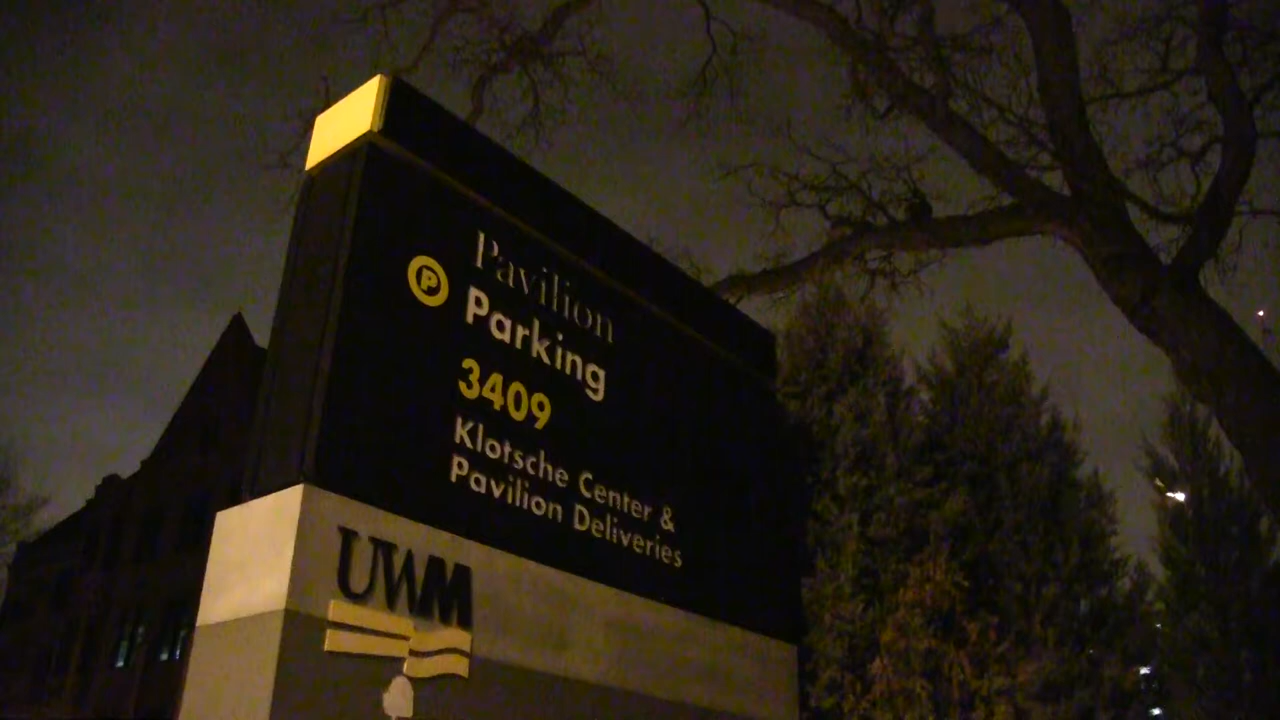 Pavilion
P
Parking
3409
Klotsche Center &
Pavilion Deliveries
UWM